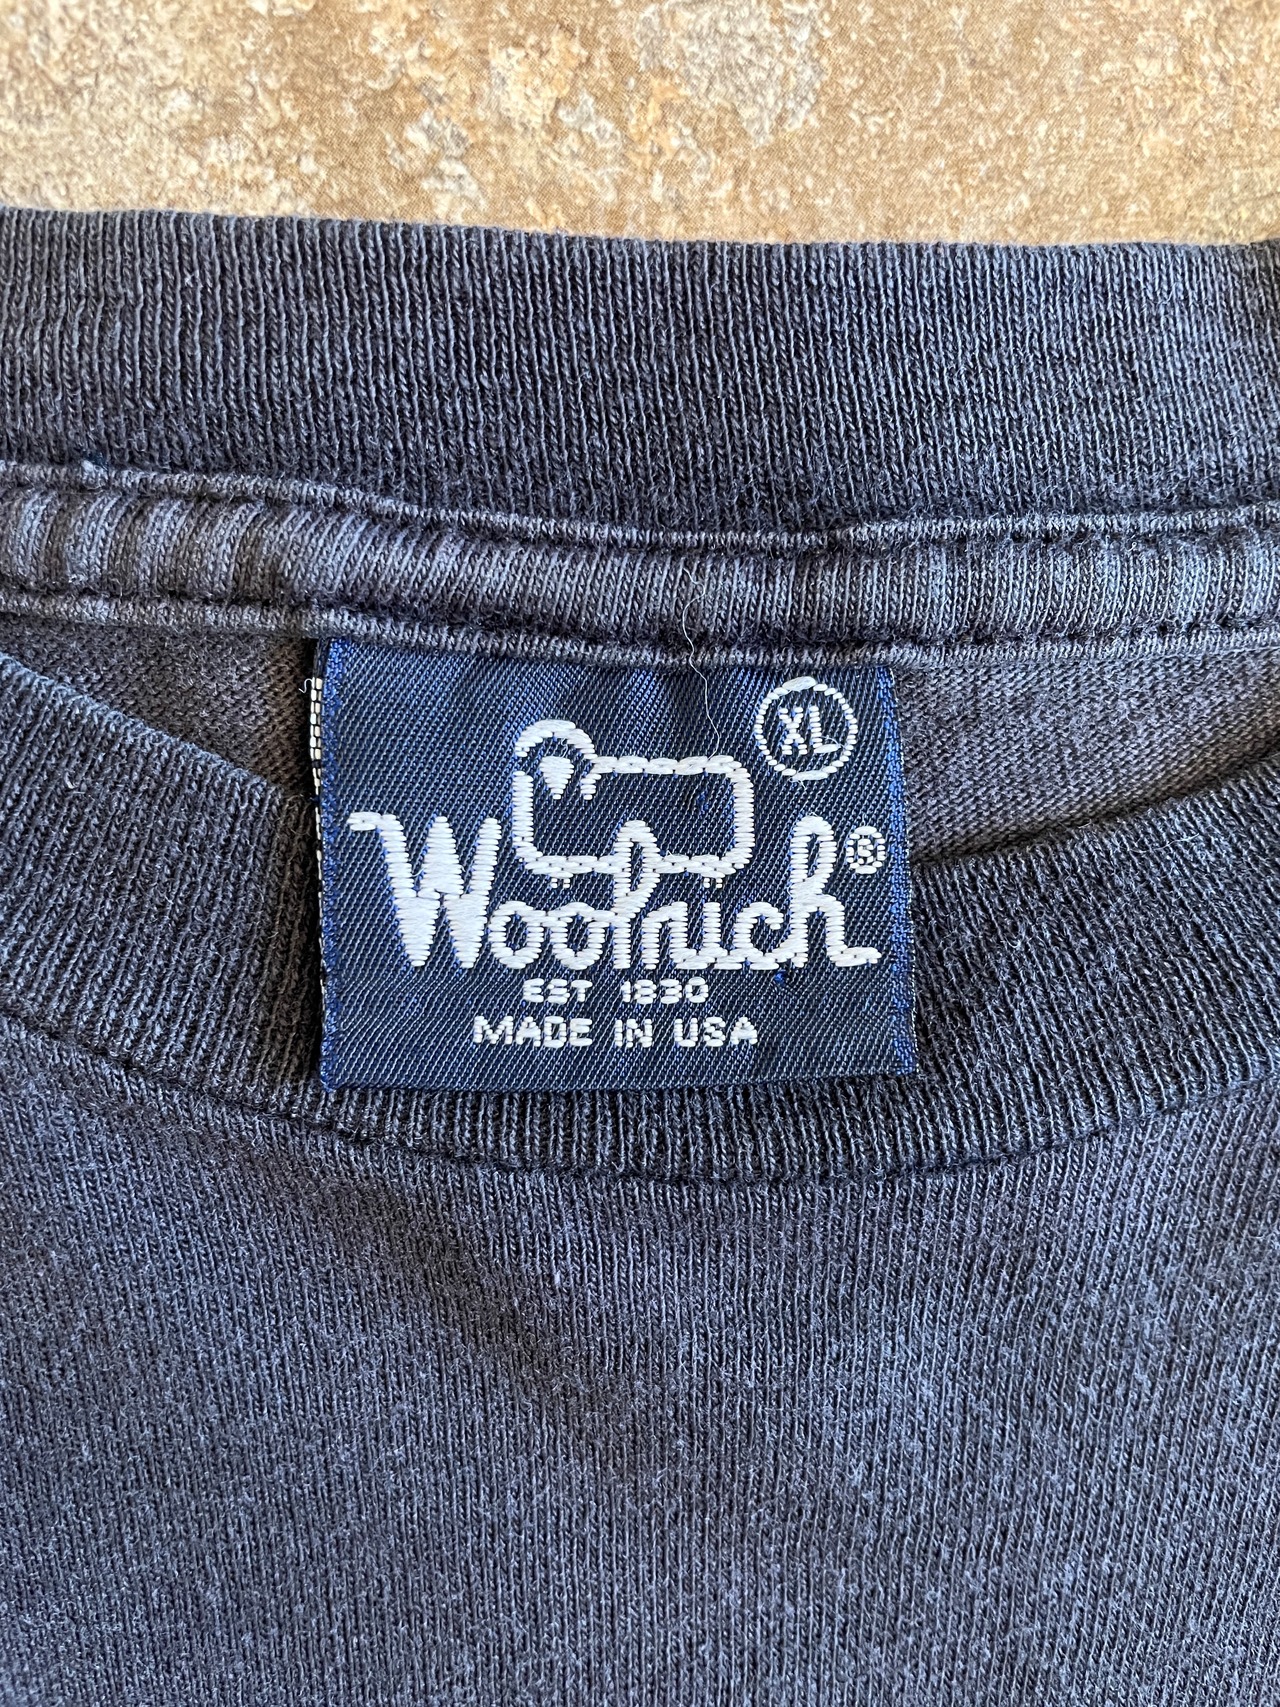 XL
Woolrich®
EST 1830
MADE IN USA